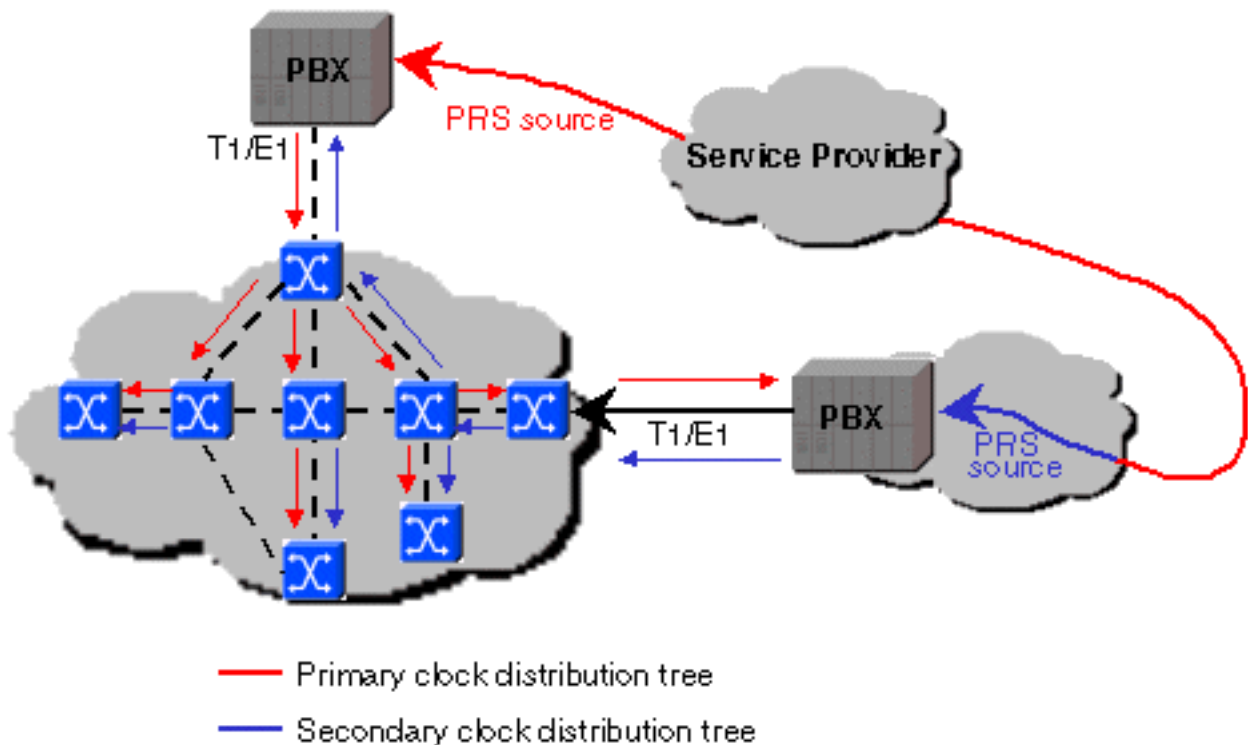 PBX
PRS source
T1/E1
Service Provider
PBX
T1/E1
PRS
source
Primary clock distribution tree
Secondary clock distribution tree